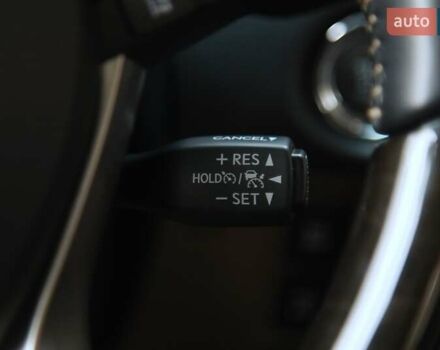 auto
CANCEL▼
+ RES ▲
HOLD / ◄
− SET ▼